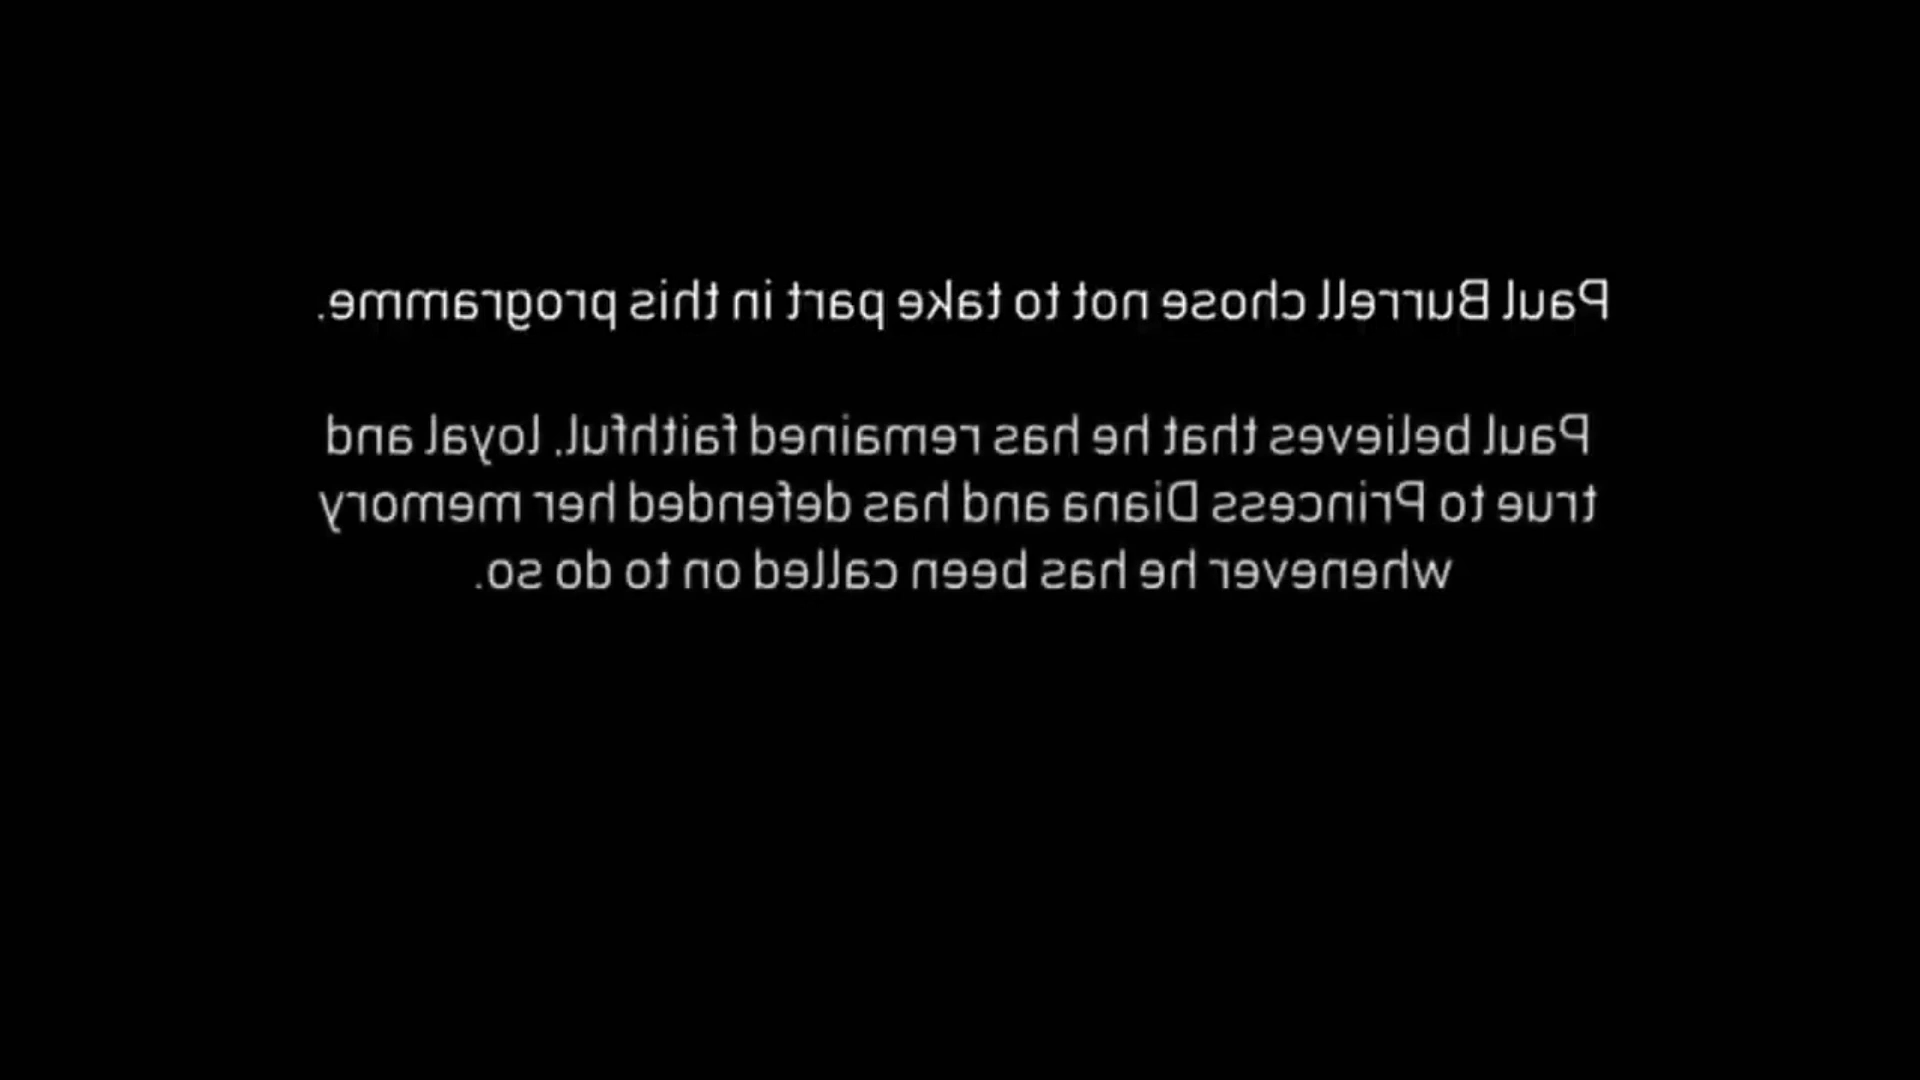 Paul Burrell chose not to take part in this programme.
Paul believes that he has remained faithful, loyal and
true to Princess Diana and has defended her memory
whenever he has been called on to do so.